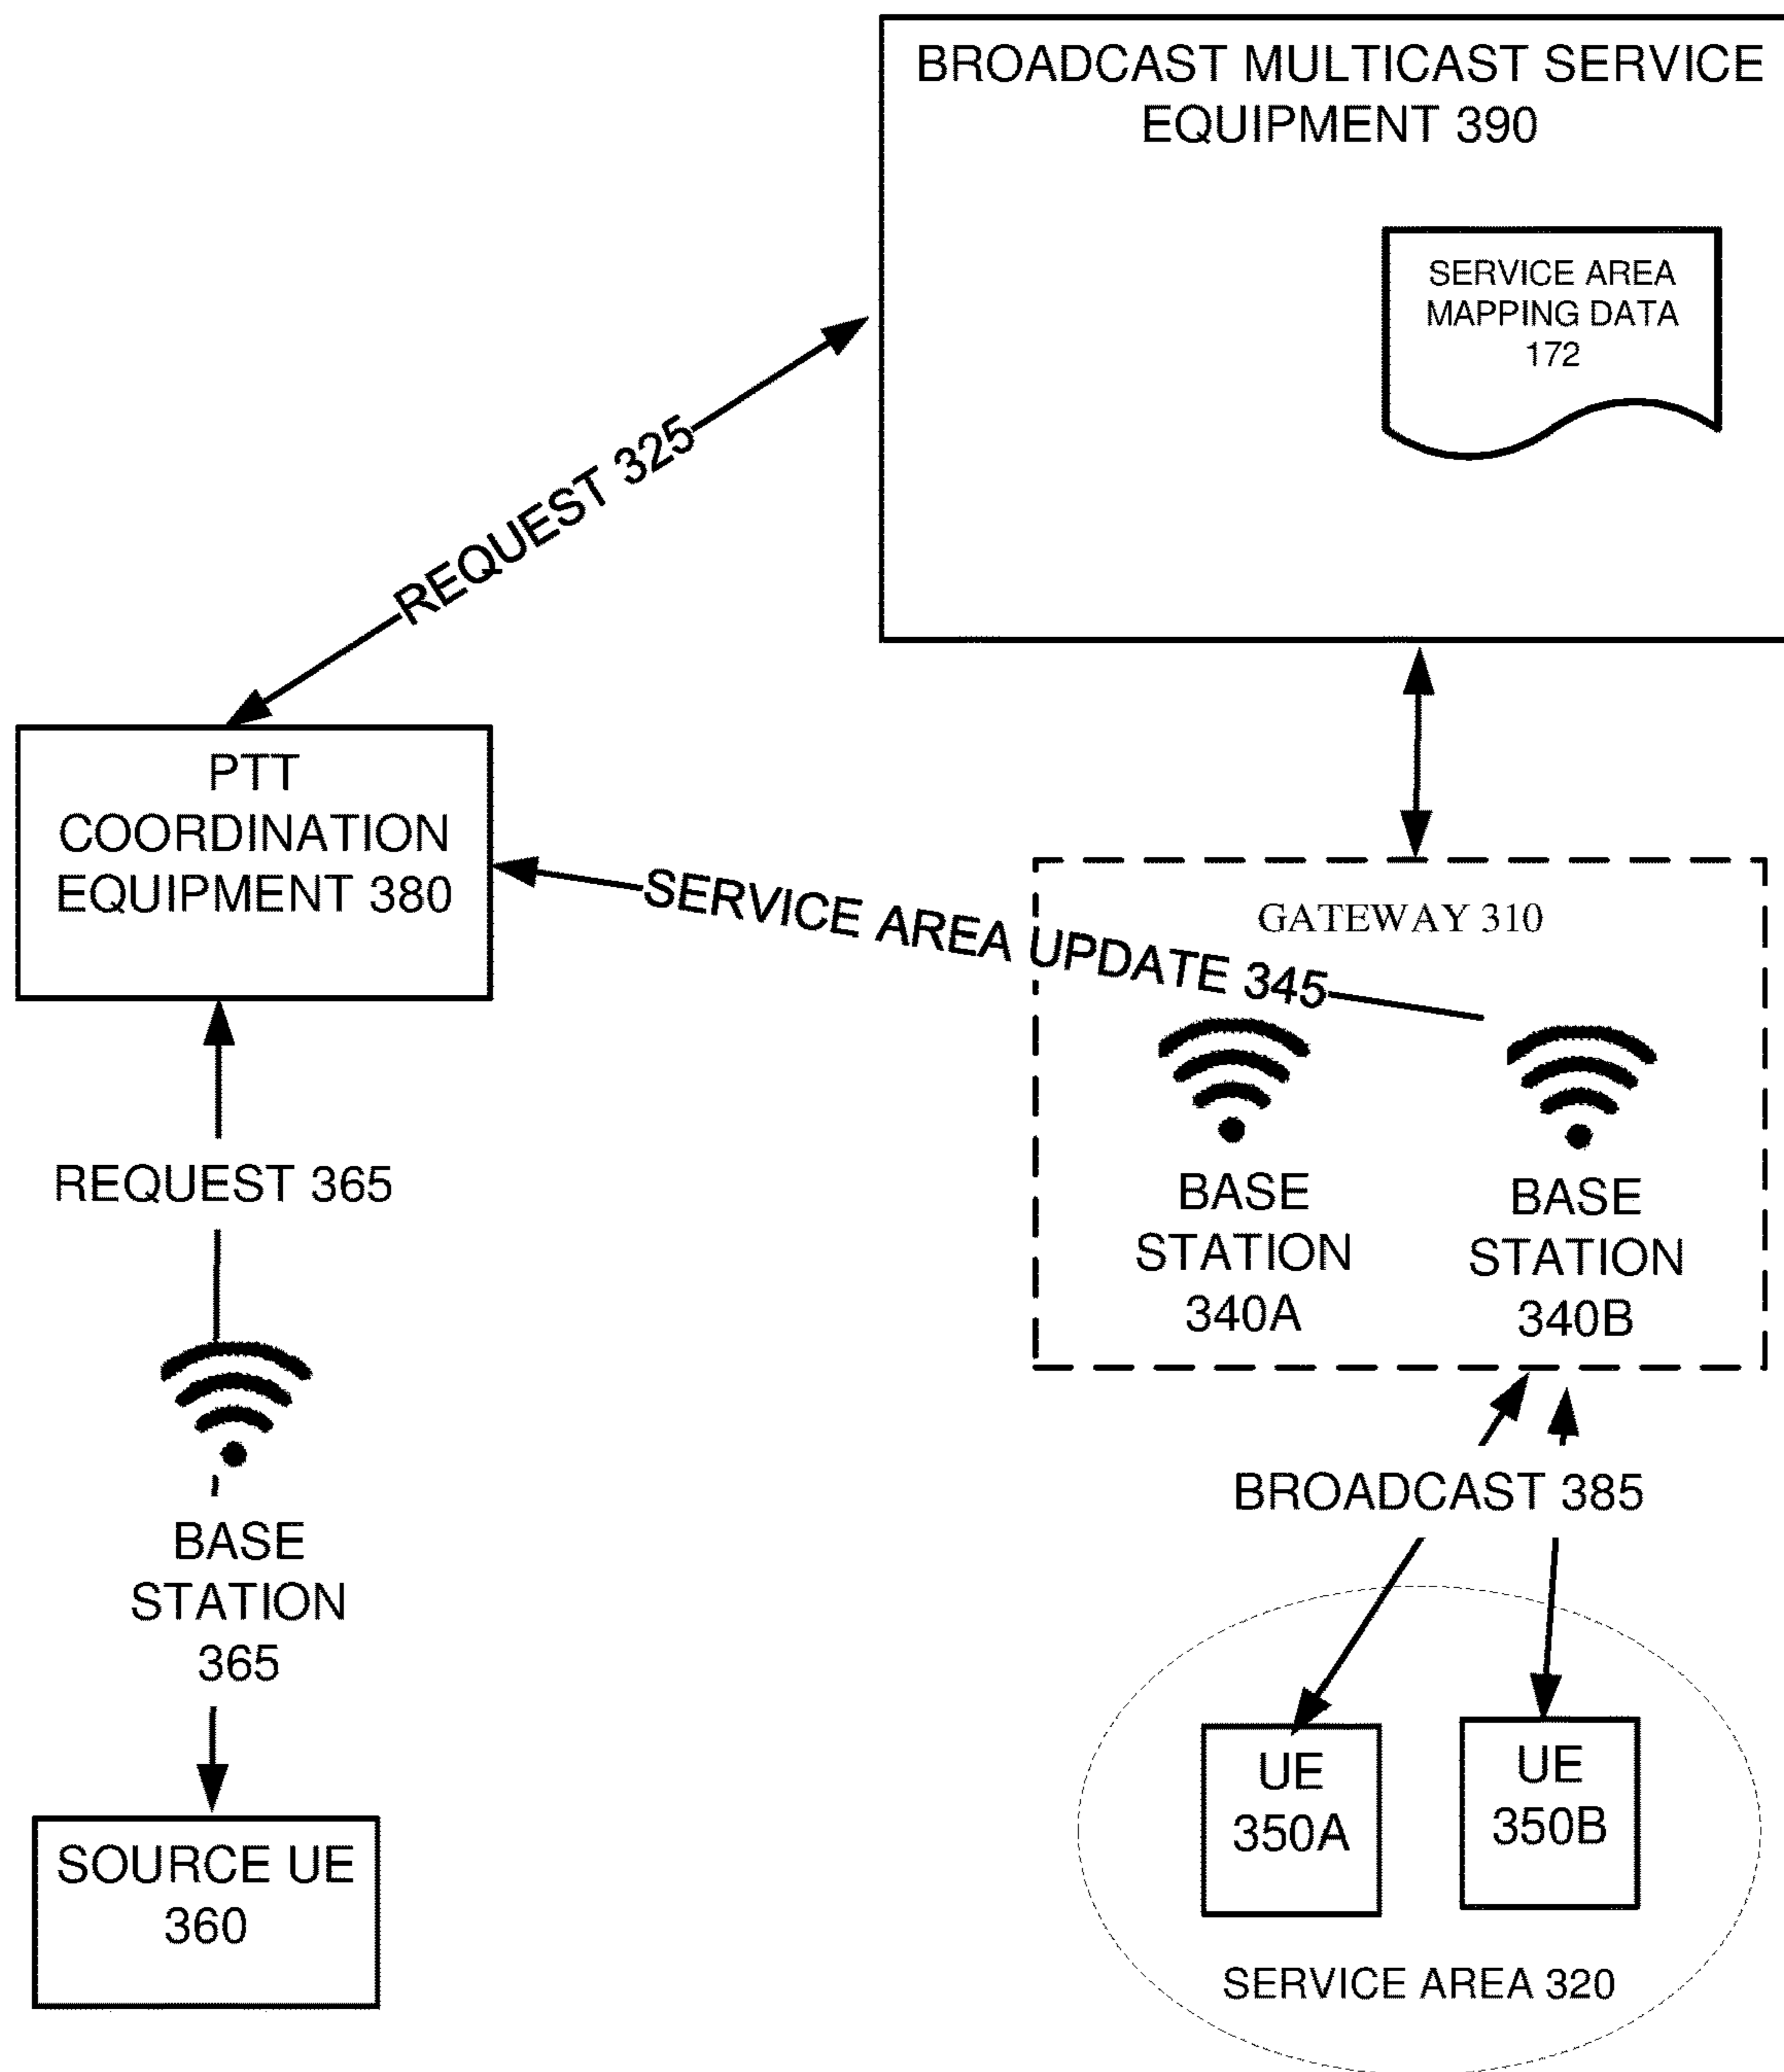 BROADCAST MULTICAST SERVICE
EQUIPMENT 390
SERVICE AREA
MAPPING DATA
172
REQUEST 325
PTT
COORDINATION
EQUIPMENT 380
SERVICE AREA UPDATE 345
GATEWAY 310
BASE
STATION
340A
BASE
STATION
340B
REQUEST 365
BASE
STATION
365
BROADCAST 385
SOURCE UE
360
UE
350A
UE
350B
SERVICE AREA 320